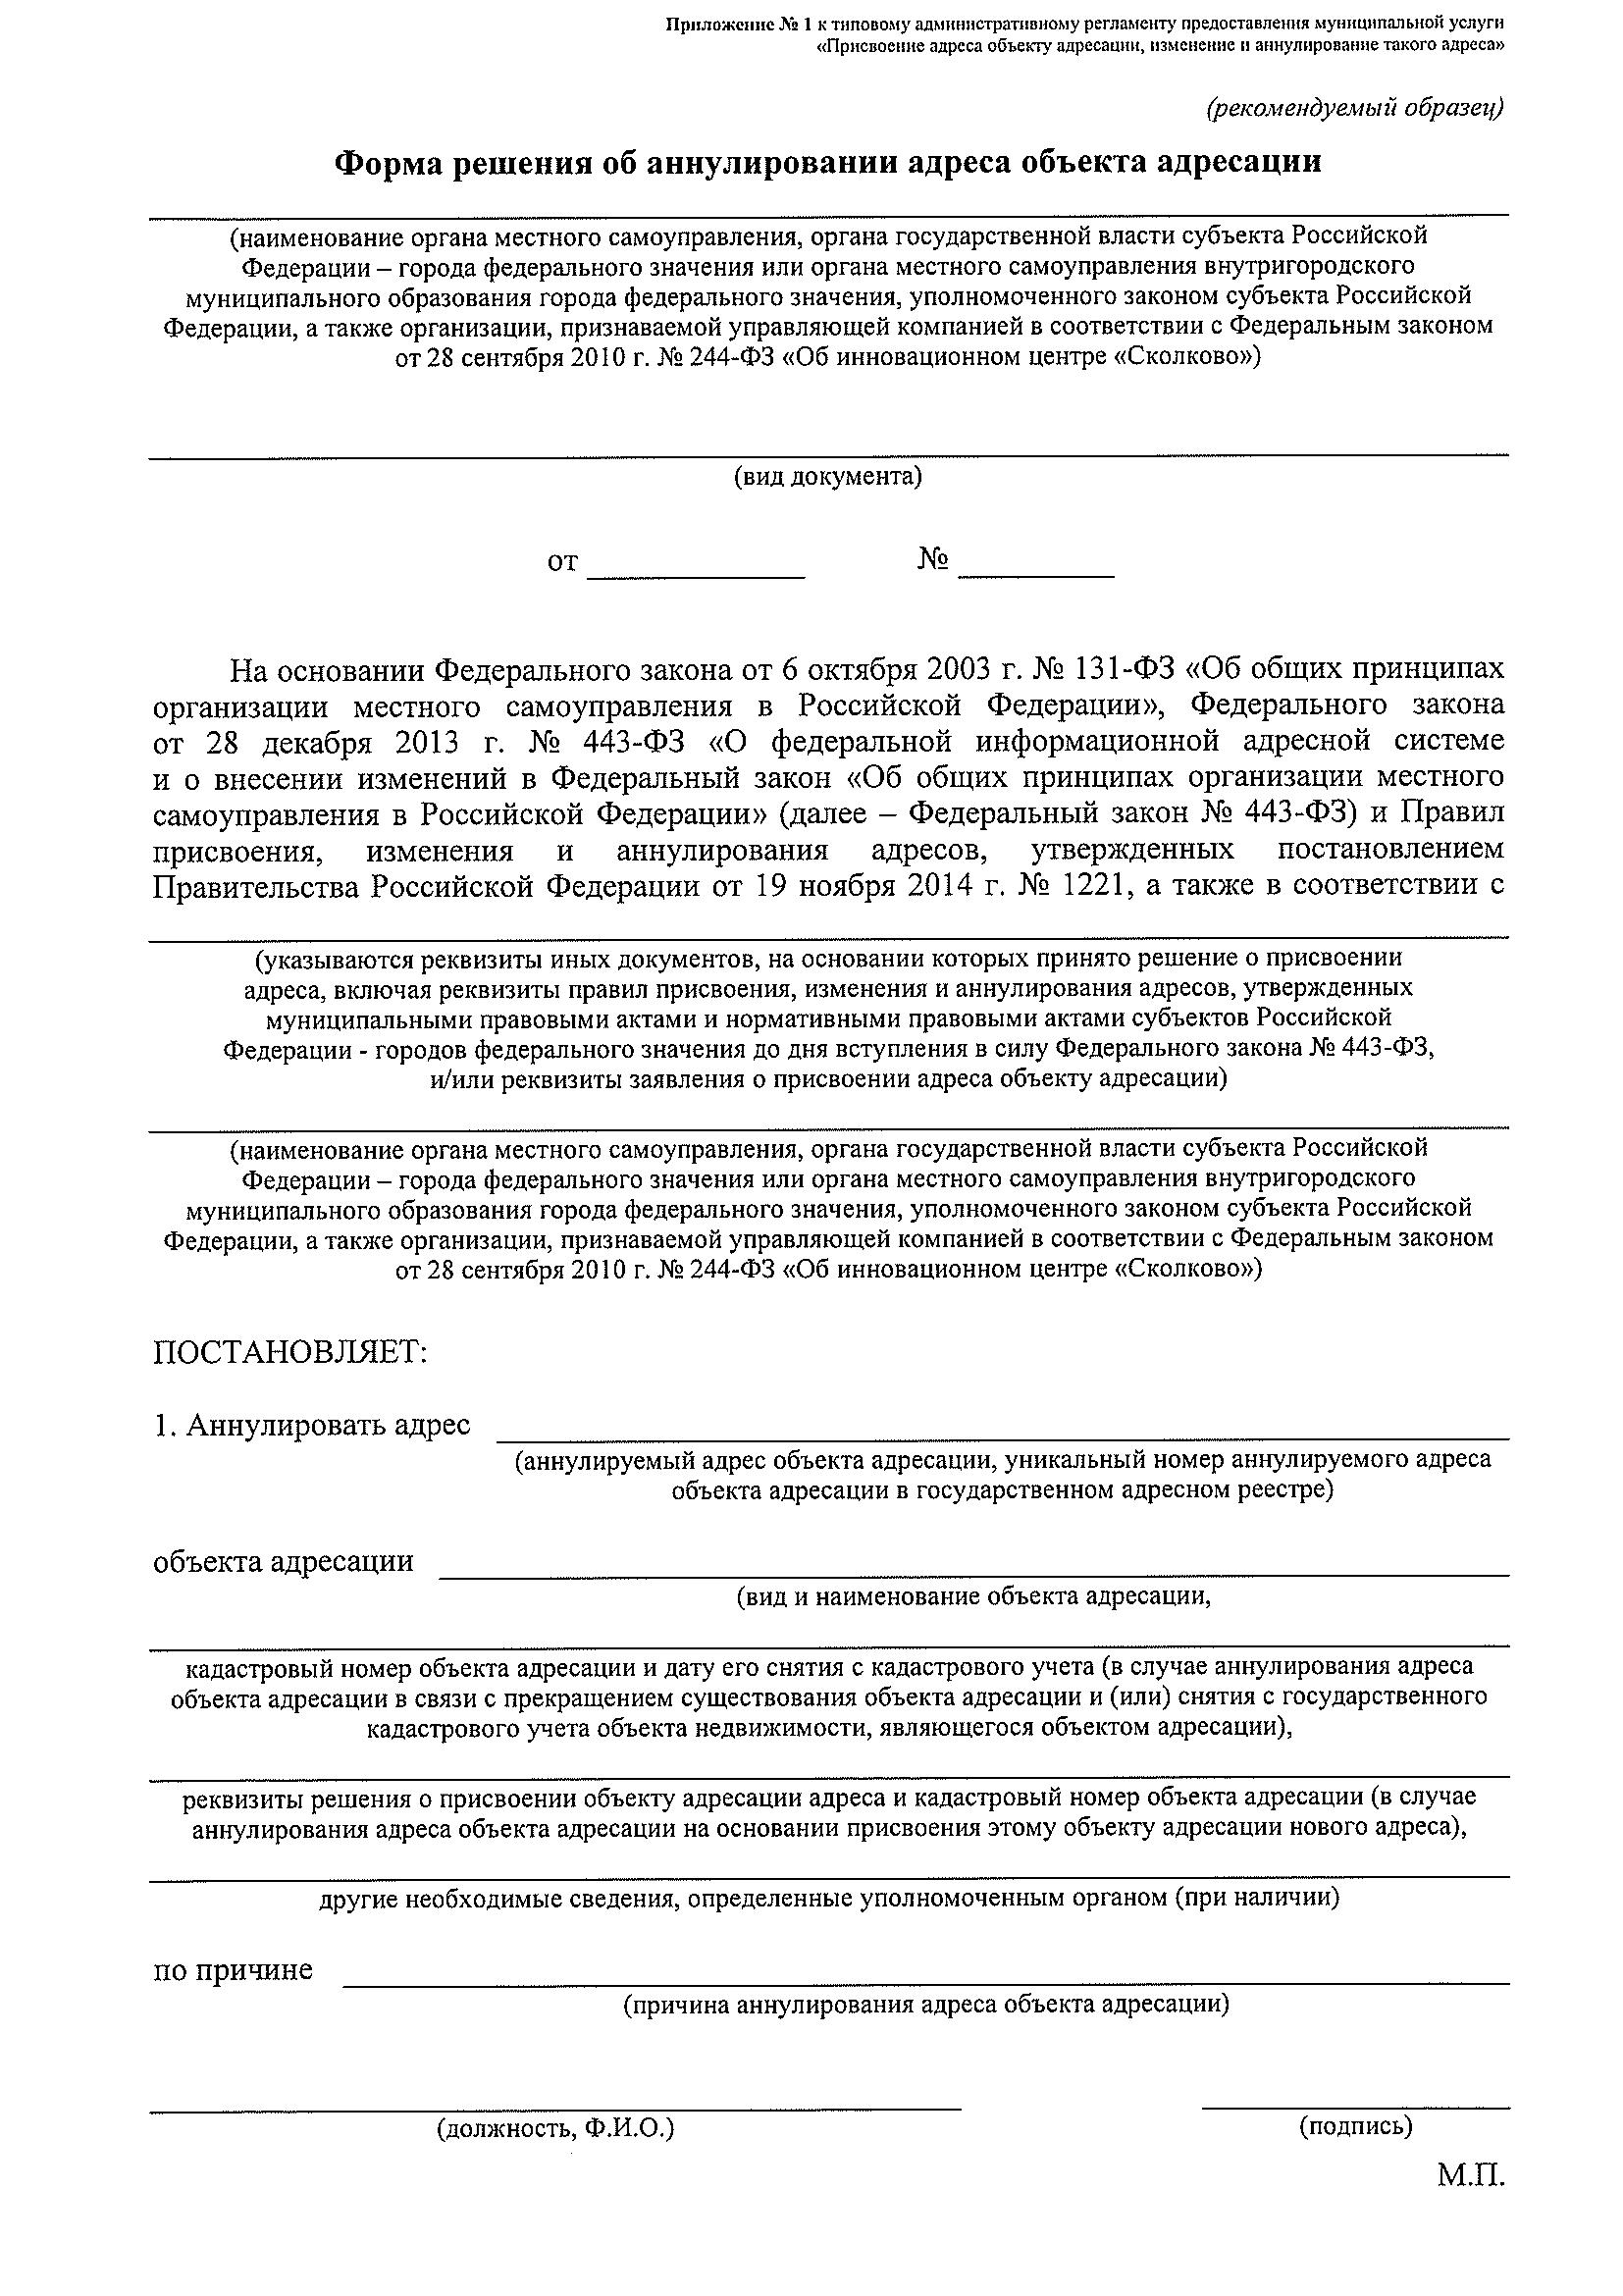 Приложение № 1 к типовому административному регламенту предоставления муниципальной услуги
«Присвоение адреса объекту адресации, изменение и аннулирование такого адреса»
(рекомендуемый образец)
Форма решения об аннулировании адреса объекта адресации
(наименование органа местного самоуправления, органа государственной власти субъекта Российской
Федерации – города федерального значения или органа местного самоуправления внутригородского
муниципального образования города федерального значения, уполномоченного законом субъекта Российской
Федерации, а также организации, признаваемой управляющей компанией в соответствии с Федеральным законом
от 28 сентября 2010 г. № 244-ФЗ «Об инновационном центре «Сколково»)
(вид документа)
от ____________ № _________
На основании Федерального закона от 6 октября 2003 г. № 131-ФЗ «Об общих принципах
организации местного самоуправления в Российской Федерации», Федерального закона
от 28 декабря 2013 г. № 443-ФЗ «О федеральной информационной адресной системе
и о внесении изменений в Федеральный закон «Об общих принципах организации местного
самоуправления в Российской Федерации» (далее – Федеральный закон № 443-ФЗ) и Правил
присвоения, изменения и аннулирования адресов, утвержденных постановлением
Правительства Российской Федерации от 19 ноября 2014 г. № 1221, а также в соответствии с
(указываются реквизиты иных документов, на основании которых принято решение о присвоении
адреса, включая реквизиты правил присвоения, изменения и аннулирования адресов, утвержденных
муниципальными правовыми актами и нормативными правовыми актами субъектов Российской
Федерации - городов федерального значения до дня вступления в силу Федерального закона № 443-ФЗ,
и/или реквизиты заявления о присвоении адреса объекту адресации)
(наименование органа местного самоуправления, органа государственной власти субъекта Российской
Федерации – города федерального значения или органа местного самоуправления внутригородского
муниципального образования города федерального значения, уполномоченного законом субъекта Российской
Федерации, а также организации, признаваемой управляющей компанией в соответствии с Федеральным законом
от 28 сентября 2010 г. № 244-ФЗ «Об инновационном центре «Сколково»)
ПОСТАНОВЛЯЕТ:
1. Аннулировать адрес
(аннулируемый адрес объекта адресации, уникальный номер аннулируемого адреса
объекта адресации в государственном адресном реестре)
объекта адресации
(вид и наименование объекта адресации,
кадастровый номер объекта адресации и дату его снятия с кадастрового учета (в случае аннулирования адреса
объекта адресации в связи с прекращением существования объекта адресации и (или) снятия с государственного
кадастрового учета объекта недвижимости, являющегося объектом адресации),
реквизиты решения о присвоении объекту адресации адреса и кадастровый номер объекта адресации (в случае
аннулирования адреса объекта адресации на основании присвоения этому объекту адресации нового адреса),
другие необходимые сведения, определенные уполномоченным органом (при наличии)
по причине
(причина аннулирования адреса объекта адресации)
(должность, Ф.И.О.) (подпись)
М.П.